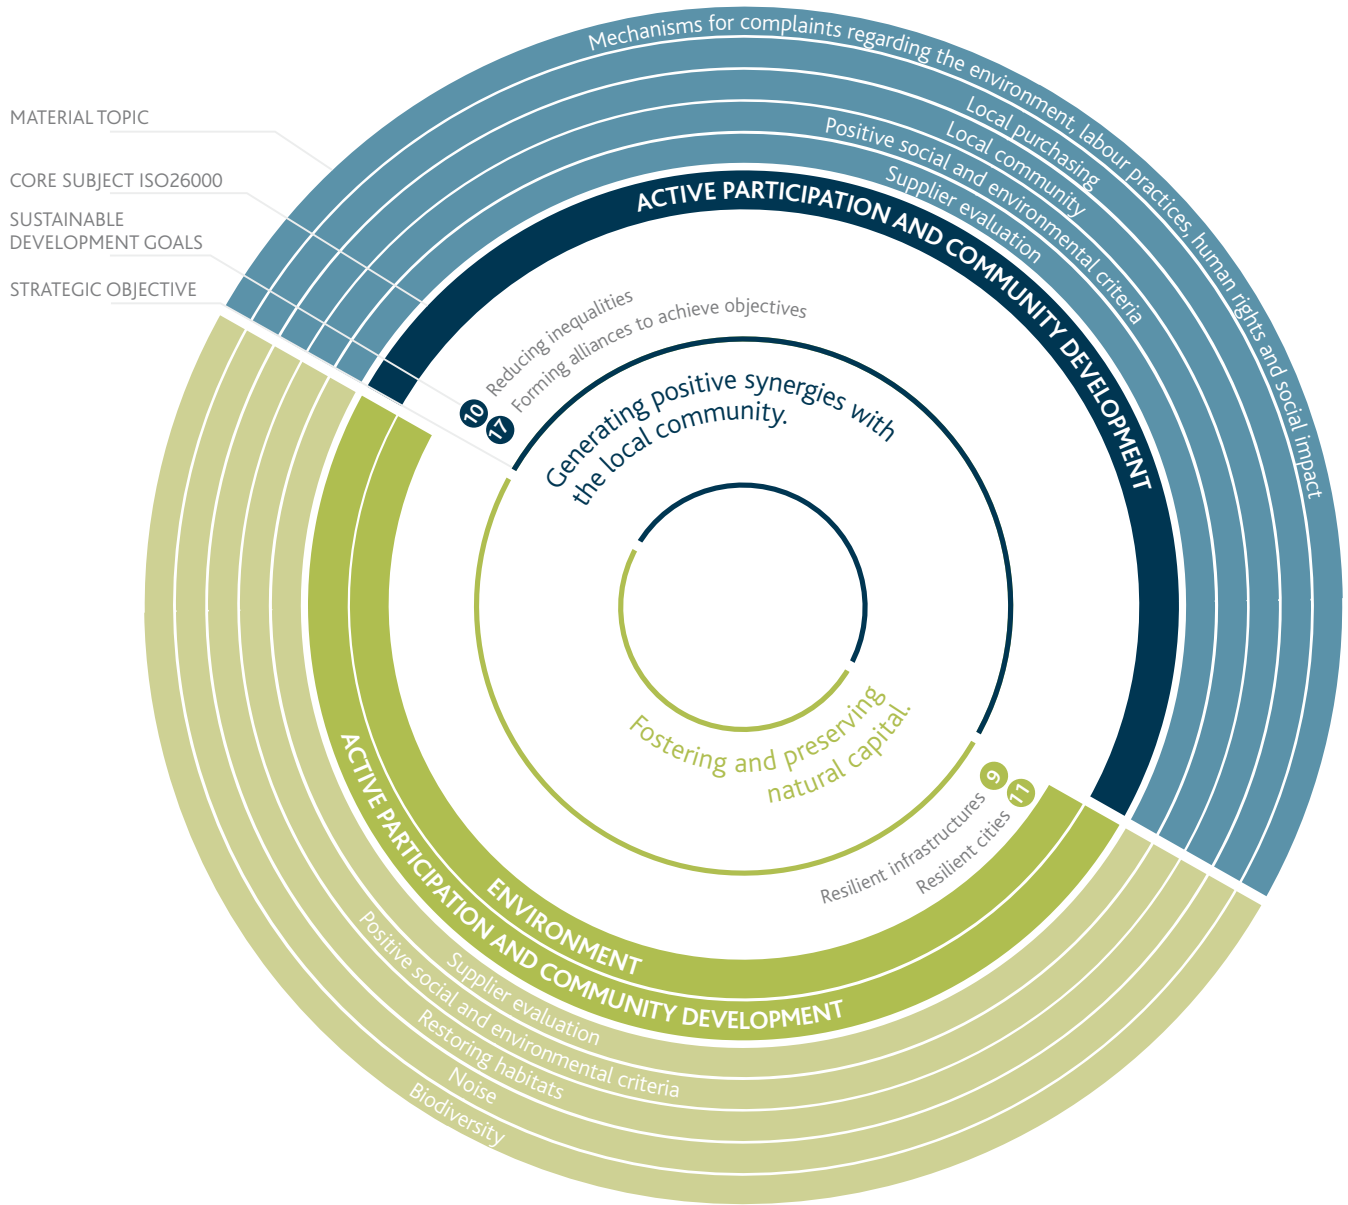 MATERIAL TOPIC
CORE SUBJECT ISO26000
SUSTAINABLE
DEVELOPMENT GOALS
STRATEGIC OBJECTIVE
Mechanisms for complaints regarding the environment, labour practices, human rights and social impact
Local purchasing
Local community
Positive social and environmental criteria
Supplier evaluation
ACTIVE PARTICIPATION AND COMMUNITY DEVELOPMENT
10 Reducing inequalities
17 Forming alliances to achieve objectives
Generating positive synergies with
the local community.
Fostering and preserving
natural capital.
9 Resilient infrastructures
11 Resilient cities
ENVIRONMENT
ACTIVE PARTICIPATION AND COMMUNITY DEVELOPMENT
Supplier evaluation
Positive social and environmental criteria
Restoring habitats
Noise
Biodiversity